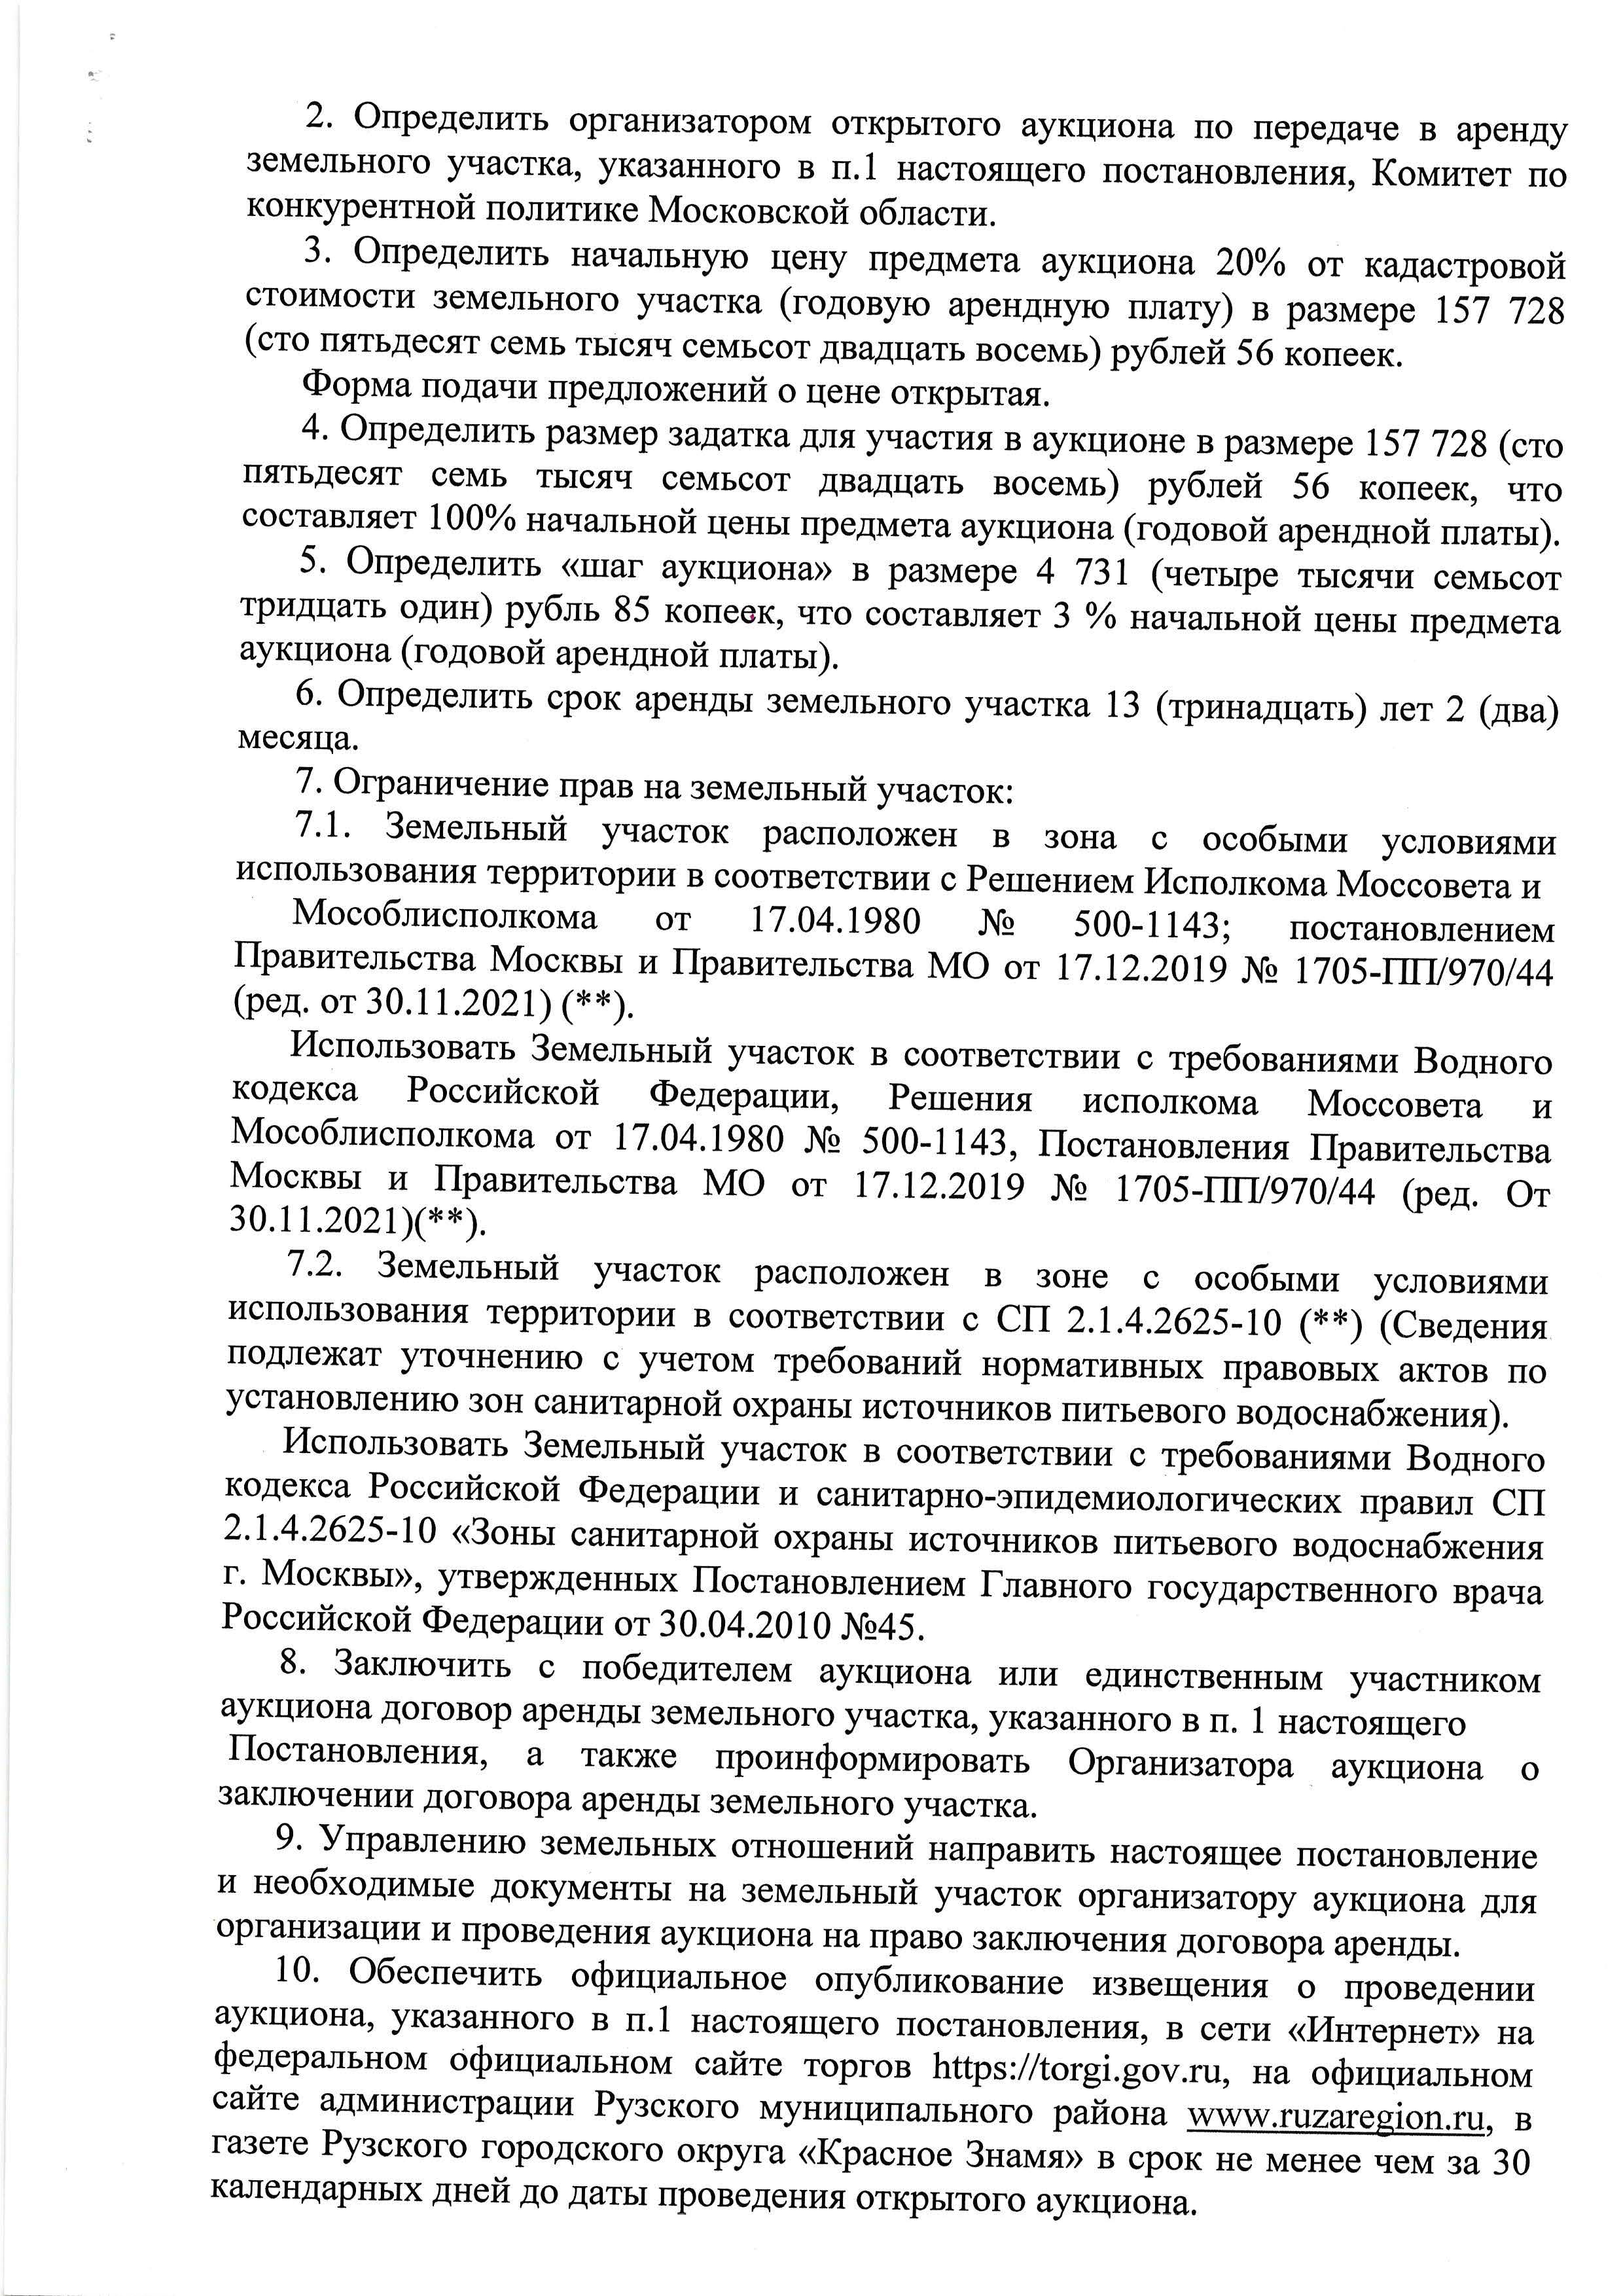 2. Определить организатором открытого аукциона по передаче в аренду
земельного участка, указанного в п.1 настоящего постановления, Комитет по
конкурентной политике Московской области.
3. Определить начальную цену предмета аукциона 20% от кадастровой
стоимости земельного участка (годовую арендную плату) в размере 157 728
(сто пятьдесят семь тысяч семьсот двадцать восемь) рублей 56 копеек.
Форма подачи предложений о цене открытая.
4. Определить размер задатка для участия в аукционе в размере 157 728 (сто
пятьдесят семь тысяч семьсот двадцать восемь) рублей 56 копеек, что
составляет 100% начальной цены предмета аукциона (годовой арендной платы).
5. Определить «шаг аукциона» в размере 4 731 (четыре тысячи семьсот
тридцать один) рубль 85 копеек, что составляет 3 % начальной цены предмета
аукциона (годовой арендной платы).
6. Определить срок аренды земельного участка 13 (тринадцать) лет 2 (два)
месяца.
7. Ограничение прав на земельный участок:
7.1. Земельный участок расположен в зона с особыми условиями
использования территории в соответствии с Решением Исполкома Моссовета и
Мособлисполкома от 17.04.1980 № 500-1143; постановлением
Правительства Москвы и Правительства МО от 17.12.2019 № 1705-ПП/970/44
(ред. от 30.11.2021) (**).
Использовать Земельный участок в соответствии с требованиями Водного
кодекса Российской Федерации, Решения исполкома Моссовета и
Мособлисполкома от 17.04.1980 № 500-1143, Постановления Правительства
Москвы и Правительства МО от 17.12.2019 № 1705-ПП/970/44 (ред. От
30.11.2021)(**).
7.2. Земельный участок расположен в зоне с особыми условиями
использования территории в соответствии с СП 2.1.4.2625-10 (**) (Сведения
подлежат уточнению с учетом требований нормативных правовых актов по
установлению зон санитарной охраны источников питьевого водоснабжения).
Использовать Земельный участок в соответствии с требованиями Водного
кодекса Российской Федерации и санитарно-эпидемиологических правил СП
2.1.4.2625-10 «Зоны санитарной охраны источников питьевого водоснабжения
г. Москвы», утвержденных Постановлением Главного государственного врача
Российской Федерации от 30.04.2010 №45.
8. Заключить с победителем аукциона или единственным участником
аукциона договор аренды земельного участка, указанного в п. 1 настоящего
Постановления, а также проинформировать Организатора аукциона о
заключении договора аренды земельного участка.
9. Управлению земельных отношений направить настоящее постановление
и необходимые документы на земельный участок организатору аукциона для
организации и проведения аукциона на право заключения договора аренды.
10. Обеспечить официальное опубликование извещения о проведении
аукциона, указанного в п.1 настоящего постановления, в сети «Интернет» на
федеральном официальном сайте торгов https://torgi.gov.ru, на официальном
сайте администрации Рузского муниципального района www.ruzaregion.ru, в
газете Рузского городского округа «Красное Знамя» в срок не менее чем за 30
календарных дней до даты проведения открытого аукциона.